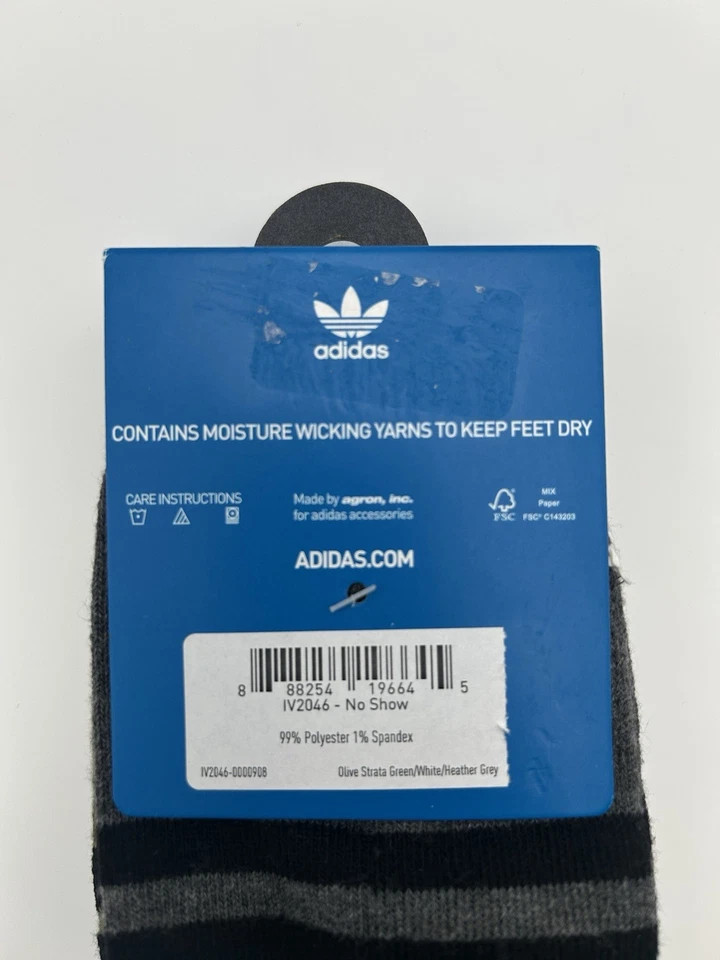 adidas
CONTAINS MOISTURE WICKING YARNS TO KEEP FEET DRY
CARE INSTRUCTIONS
Made by agron, inc.
for adidas accessories
FSC
MIX
Paper
FSC® C143203
ADIDAS.COM
8 88254 19664 5
IV2046 - No Show
99% Polyester 1% Spandex
IV2046-0000908 Olive Strata Green/White/Heather Grey